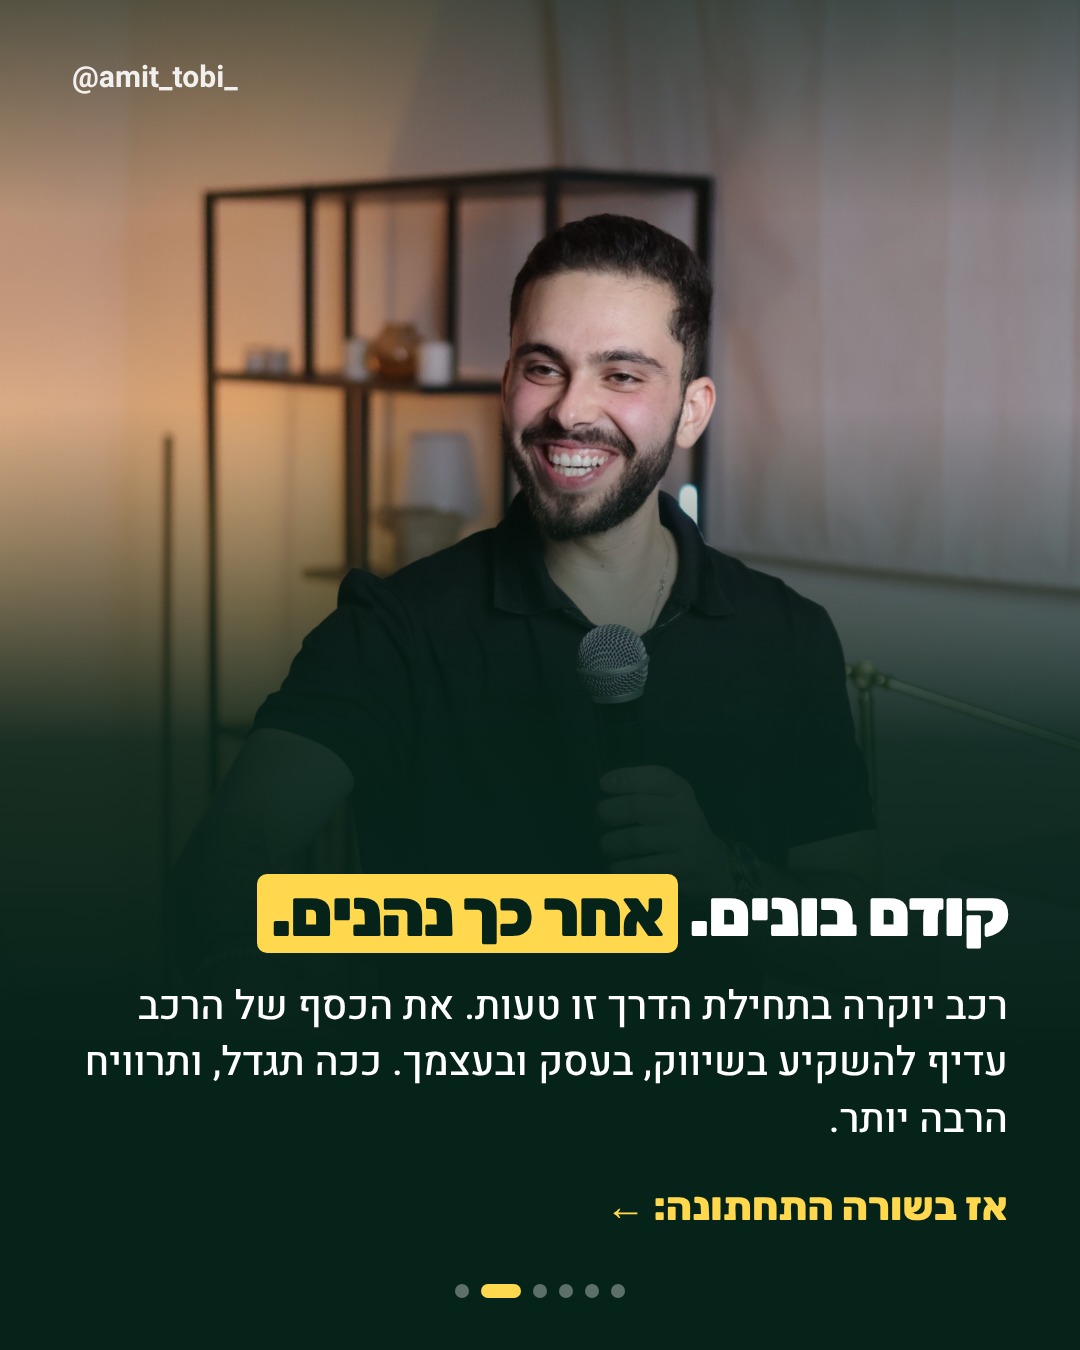 @amit_tobi_
קודם בונים. אחר כך נהנים.
רכב יוקרה בתחילת הדרך זו טעות. את הכסף של הרכב
עדיף להשקיע בשיווק, בעסק ובעצמך. ככה תגדל, ותרוויח
הרבה יותר.
אז בשורה התחתונה: ←